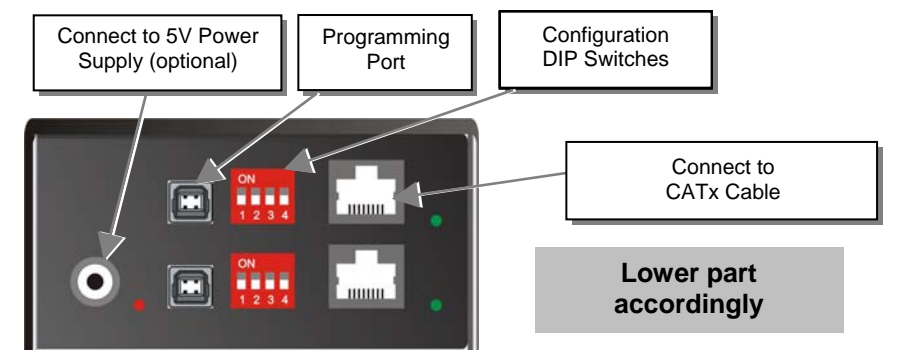 Connect to 5V Power
Supply (optional)
Programming
Port
Configuration
DIP Switches
Connect to
CATx Cable
ON
1 2 3 4
ON
1 2 3 4
Lower part
accordingly